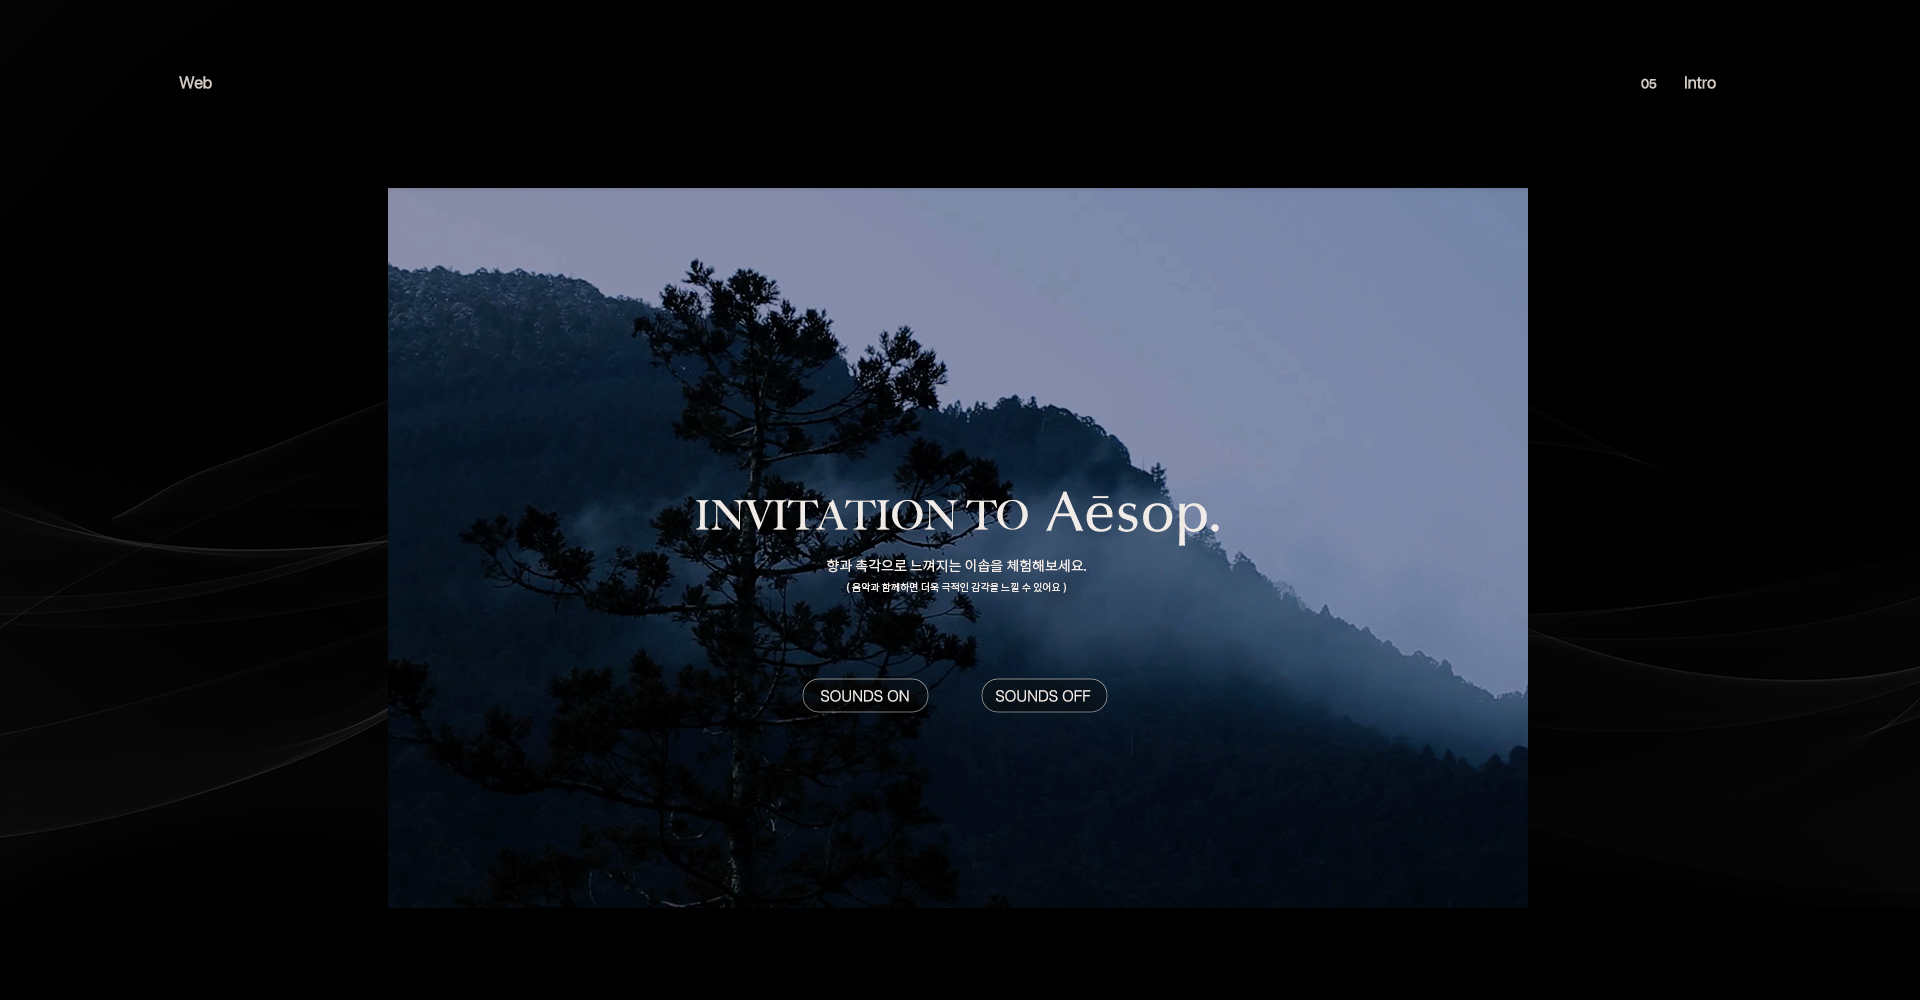 Web
05 Intro
INVITATION TO Aēsop.
향과 촉각으로 느껴지는 이솝을 체험해보세요.
( 음악과 함께하면 더욱 극적인 감각을 느낄 수 있어요 )
SOUNDS ON
SOUNDS OFF